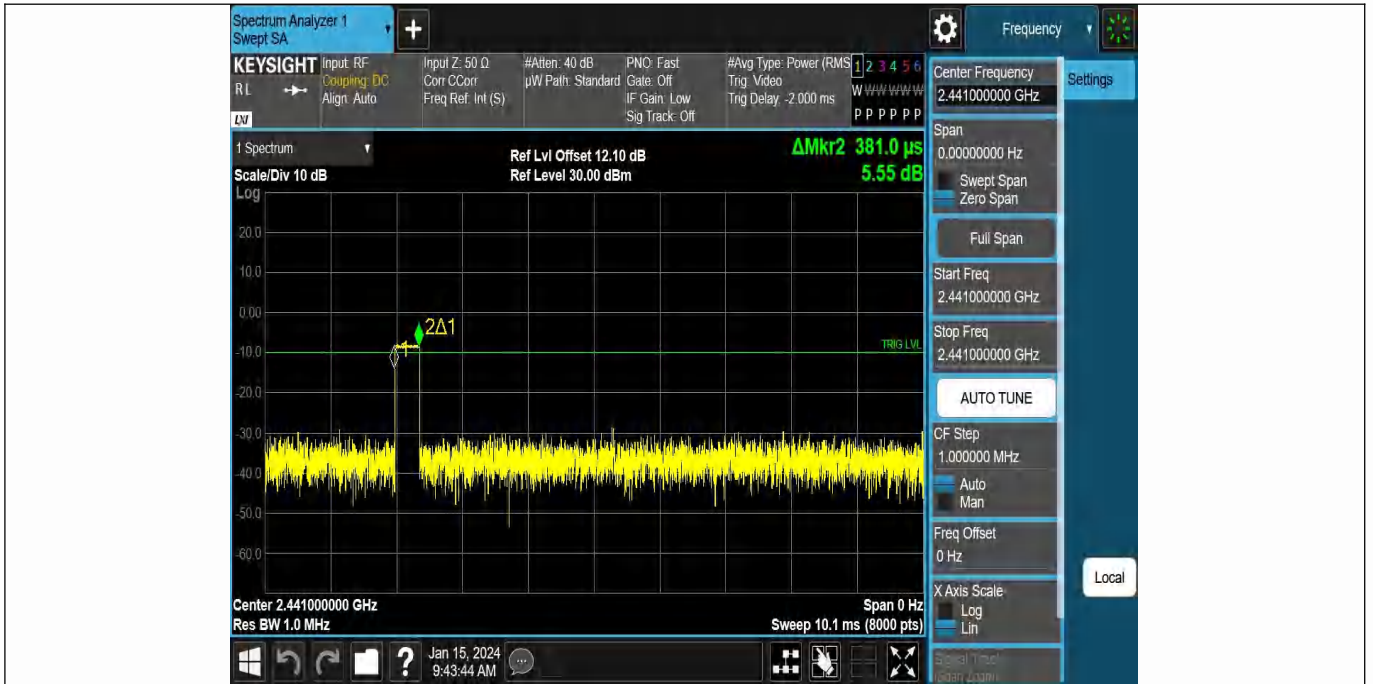 Spectrum Analyzer 1
Swept SA
+
Frequency
KEYSIGHT
RL
LXI
Input: RF
Coupling: DC
Align: Auto
Input Z: 50 Ω
Corr CCorr
Freq Ref: Int (S)
#Atten: 40 dB
µW Path: Standard
PNO: Fast
Gate: Off
IF Gain: Low
Sig Track: Off
#Avg Type: Power (RMS
Trig: Video
Trig Delay: -2.000 ms
1 2 3 4 5 6
W W W W W W
P P P P P P
Center Frequency
2.441000000 GHz
Settings
1 Spectrum
Scale/Div 10 dB
Ref Lvl Offset 12.10 dB
Ref Level 30.00 dBm
ΔMkr2 381.0 µs
5.55 dB
Span
0.00000000 Hz
Swept Span
Zero Span
Full Span
Start Freq
2.441000000 GHz
Stop Freq
2.441000000 GHz
AUTO TUNE
CF Step
1.000000 MHz
Auto
Man
Freq Offset
0 Hz
X Axis Scale
Log
Lin
Signal Track
(Span Zoom)
Local
Log
20.0
10.0
0.00
-10.0
-20.0
-30.0
-40.0
-50.0
-60.0
2Δ1
1
TRIG LVL
Center 2.441000000 GHz
Span 0 Hz
Res BW 1.0 MHz
Sweep 10.1 ms (8000 pts)
?
Jan 15, 2024
9:43:44 AM